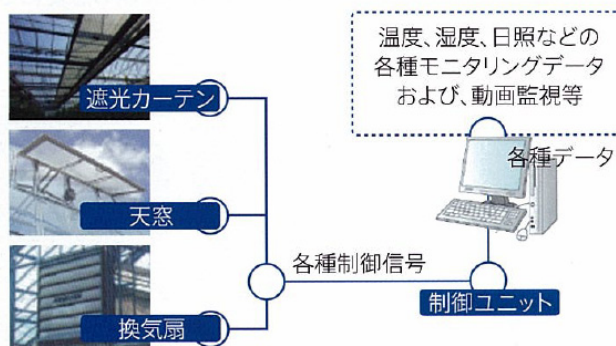 遮光カーテン
天窓
換気扇
各種制御信号
温度、湿度、日照などの
各種モニタリングデータ
および、動画監視等
各種データ
制御ユニット